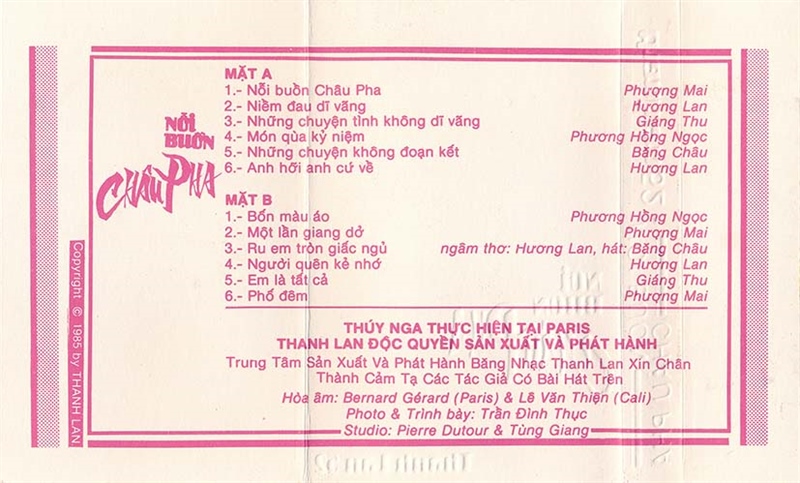 NỖI
BUỒN
CHÂU PHA
MẶT A
1.- Nỗi buồn Châu Pha Phượng Mai
2.- Niềm đau dĩ vãng Hương Lan
3.- Những chuyện tình không dĩ vãng Giáng Thu
4.- Món qùa kỷ niệm Phương Hồng Ngọc
5.- Những chuyện không đoạn kết Băng Châu
6.- Anh hỡi anh cứ về Hương Lan
MẶT B
1.- Bốn màu áo Phương Hồng Ngọc
2.- Một lần giang dở Phượng Mai
3.- Ru em tròn giấc ngủ ngâm thơ: Hương Lan, hát: Băng Châu
4.- Người quên kẻ nhớ Hương Lan
5.- Em là tất cả Giáng Thu
6.- Phố đêm Phượng Mai
THÚY NGA THỰC HIỆN TẠI PARIS
THANH LAN ĐỘC QUYỀN SẢN XUẤT VÀ PHÁT HÀNH
Trung Tâm Sản Xuất Và Phát Hành Băng Nhạc Thanh Lan Xin Chân
Thành Cảm Tạ Các Tác Giả Có Bài Hát Trên
Hòa âm: Bernard Gérard (Paris) & Lê Văn Thiện (Cali)
Photo & Trình bày: Trần Đình Thục
Studio: Pierre Dutour & Tùng Giang
Copyright © 1985 by THANH LAN
Thanh Lan 52